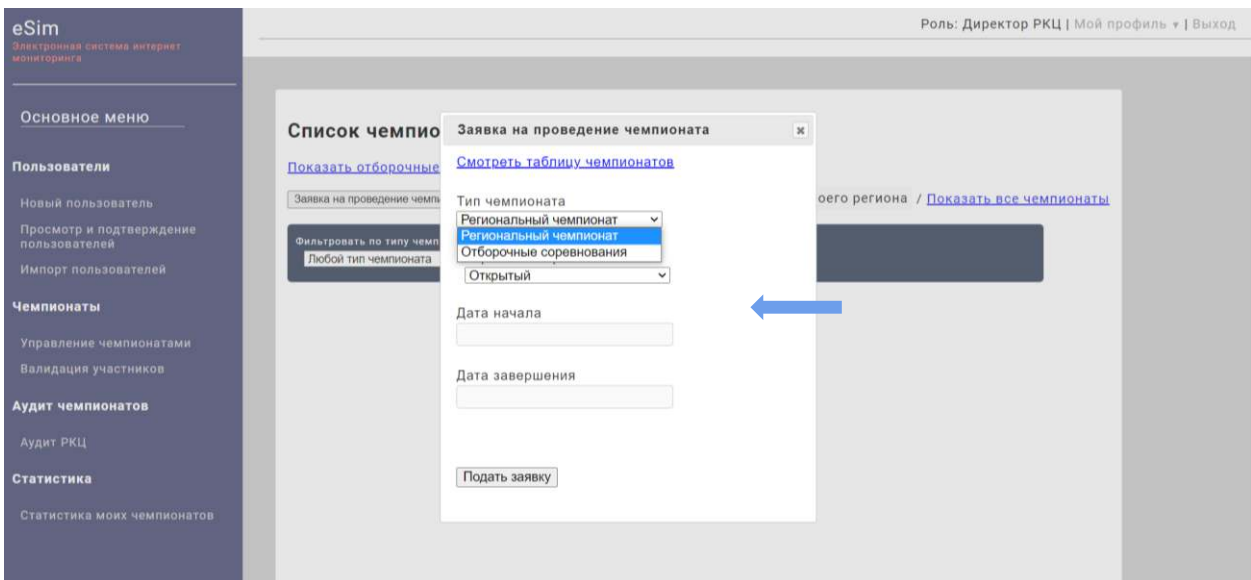 eSim
Электронная система интернет
мониторинга
Роль: Директор РКЦ | Мой профиль ▾ | Выход
Основное меню
Пользователи
Новый пользователь
Просмотр и подтверждение
пользователей
Импорт пользователей
Чемпионаты
Управление чемпионатами
Валидация участников
Аудит чемпионатов
Аудит РКЦ
Статистика
Статистика моих чемпионатов
Список чемпио
Показать отборочные
Заявка на проведение чемп
оего региона / Показать все чемпионаты
Фильтровать по типу чемп
Любой тип чемпионата
Заявка на проведение чемпионата
Смотреть таблицу чемпионатов
Тип чемпионата
Региональный чемпионат
Региональный чемпионат
Отборочные соревнования
Открытый
Дата начала
Дата завершения
Подать заявку